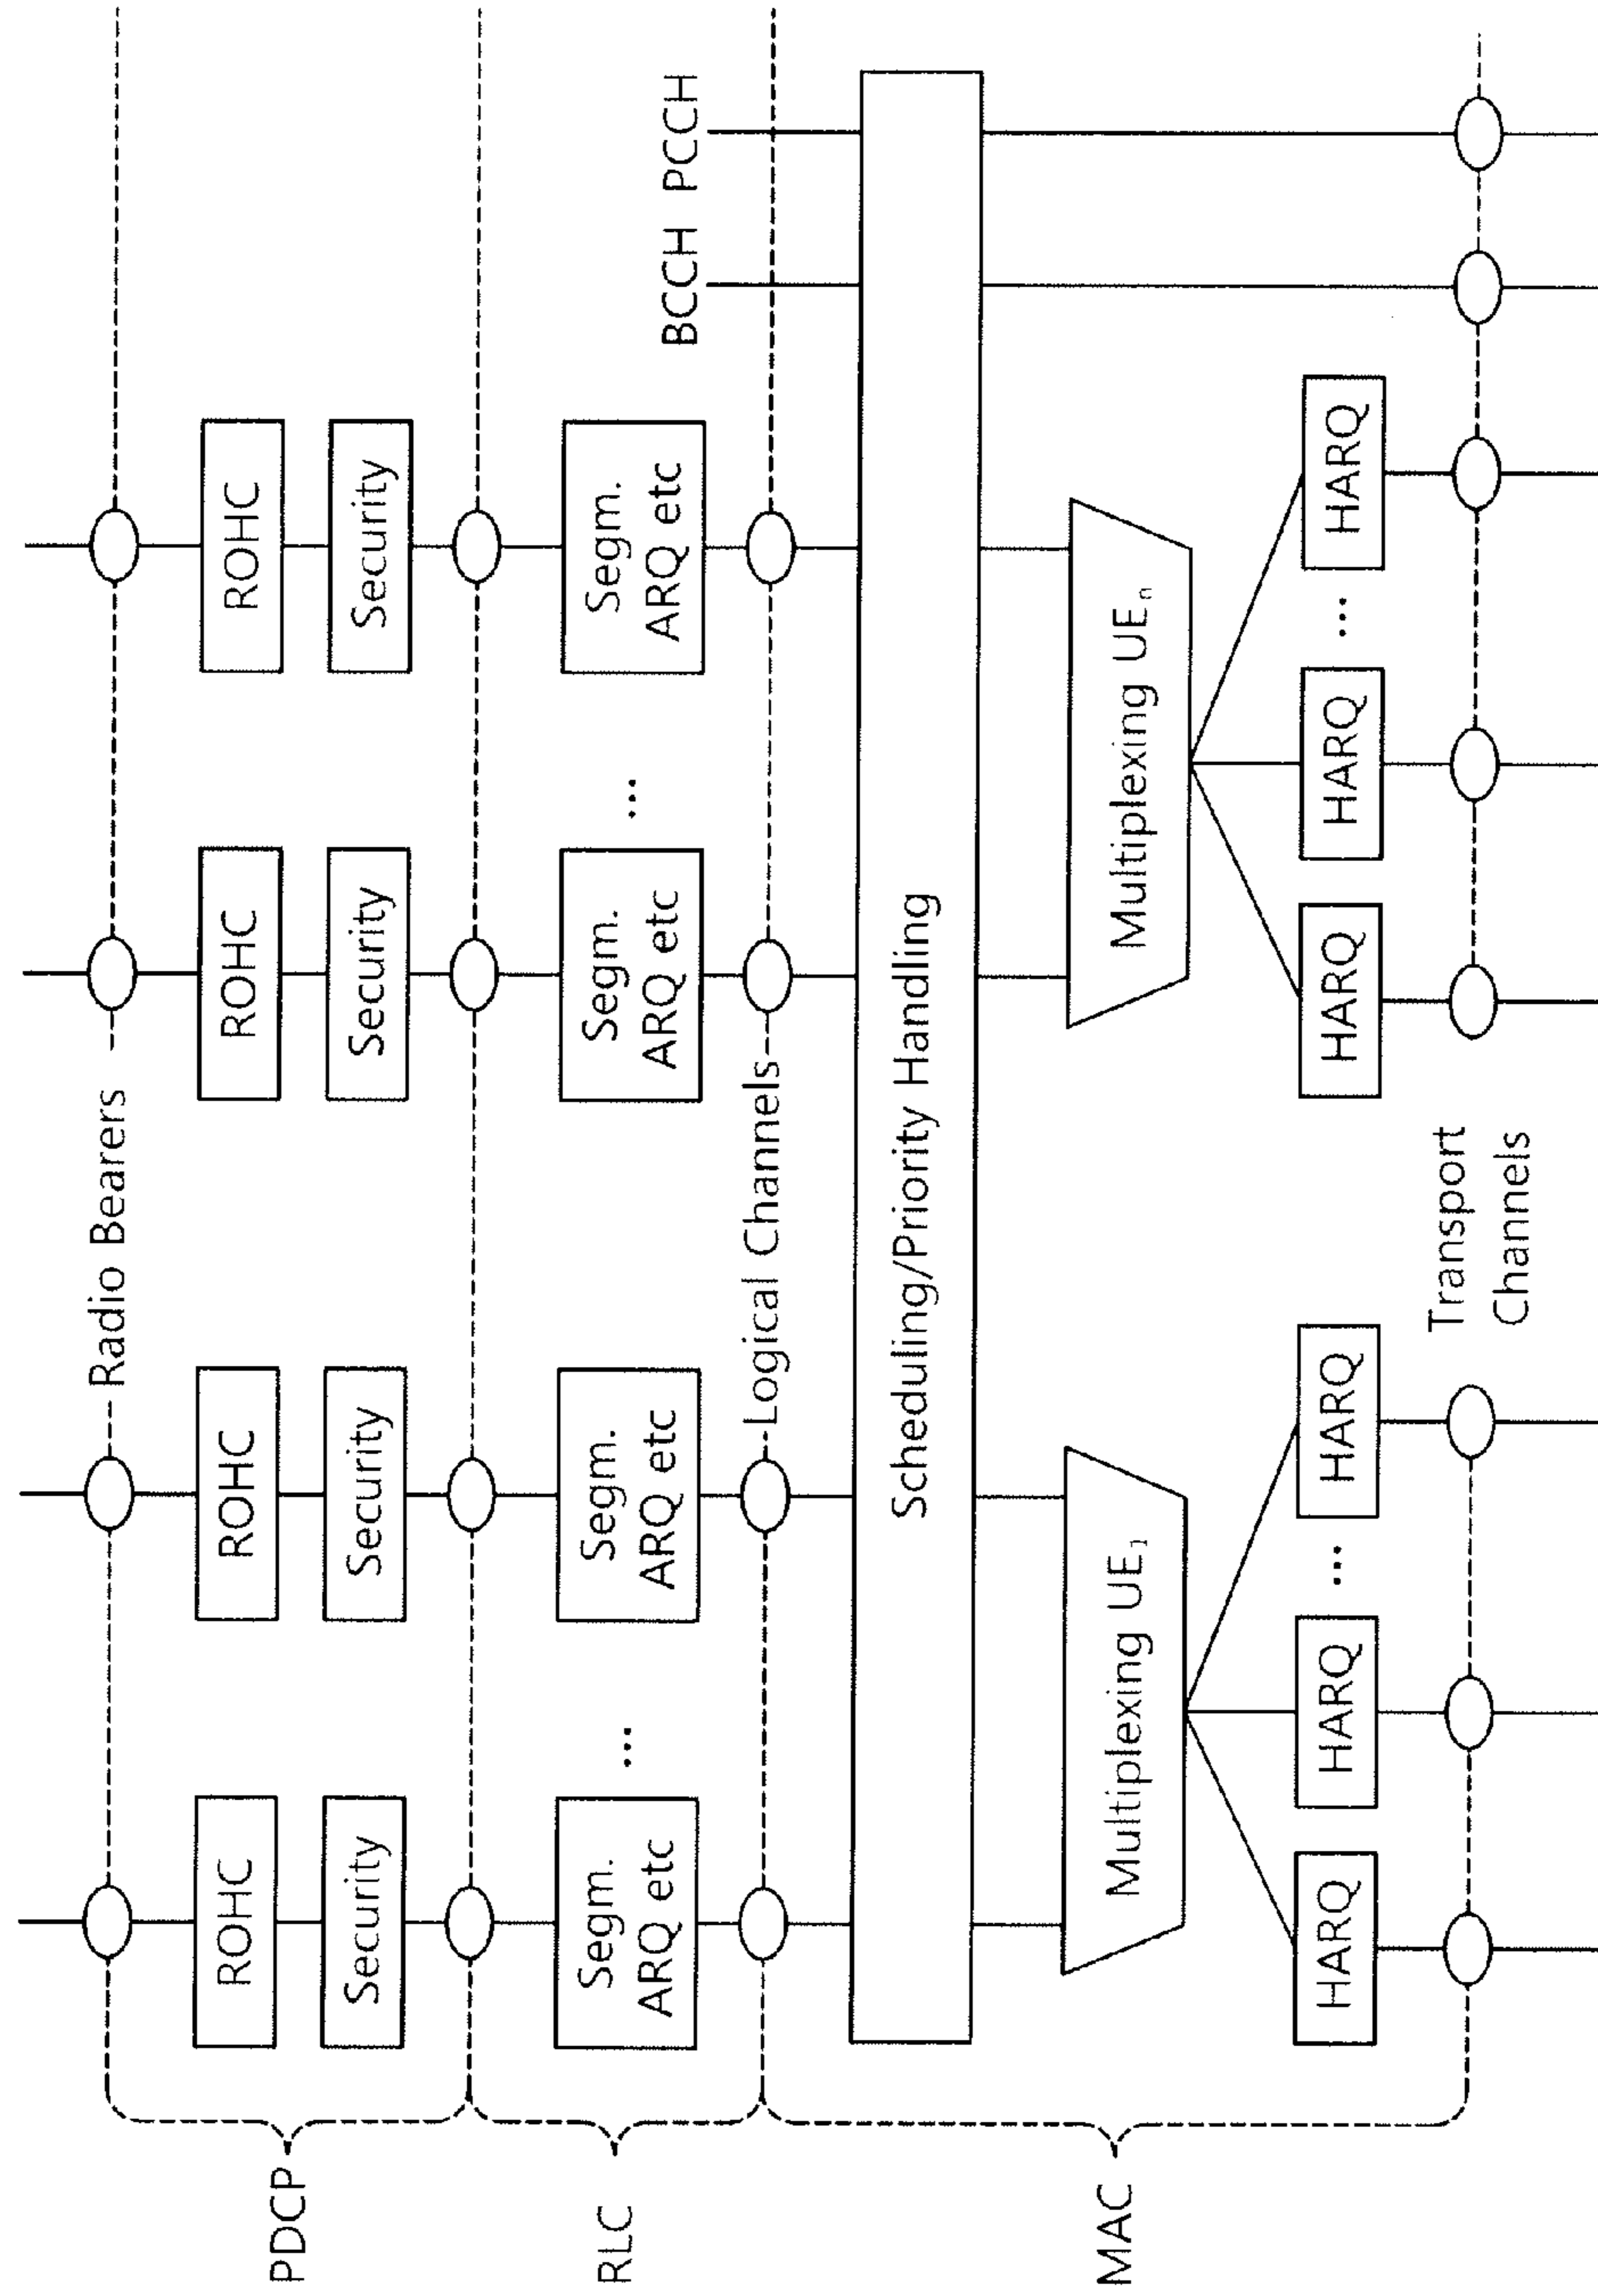 Radio Bearers
ROHC
ROHC
ROHC
ROHC
PDCP
Security
Security
Security
Security
Segm.
ARQ etc
...
Segm.
ARQ etc
Segm.
ARQ etc
...
Segm.
ARQ etc
RLC
BCCH PCCH
Logical Channels
Scheduling/Priority Handling
MAC
Multiplexing UE₁
Multiplexing UEₙ
HARQ
HARQ
...
HARQ
HARQ
HARQ
...
HARQ
Transport
Channels